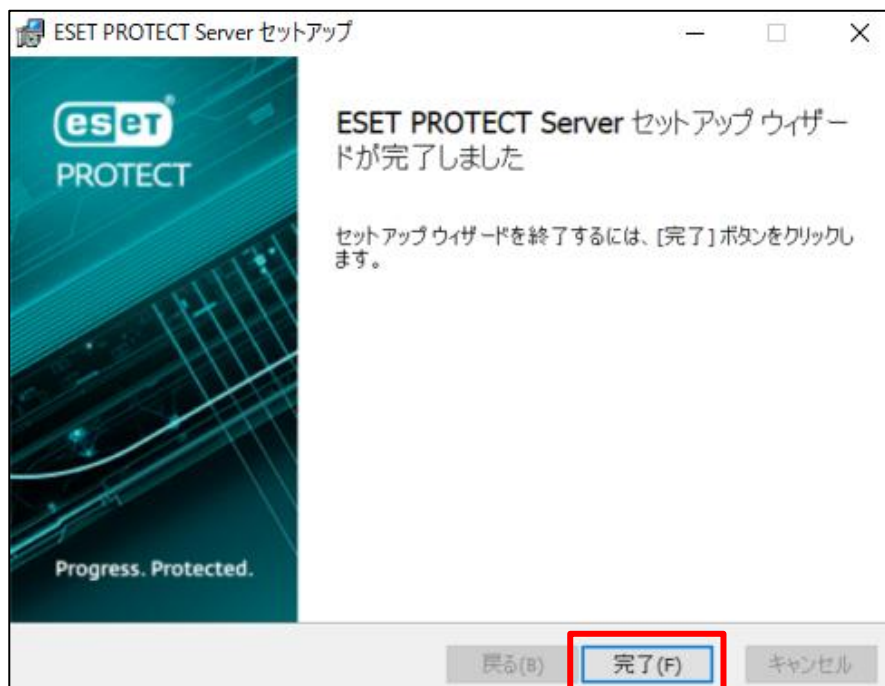 ESET PROTECT Server セットアップ
eset®
PROTECT
ESET PROTECT Server セットアップ ウィザー
ドが完了しました
セットアップ ウィザードを終了するには、[完了] ボタンをクリックし
ます。
Progress. Protected.
戻る(B)
完了(F)
キャンセル